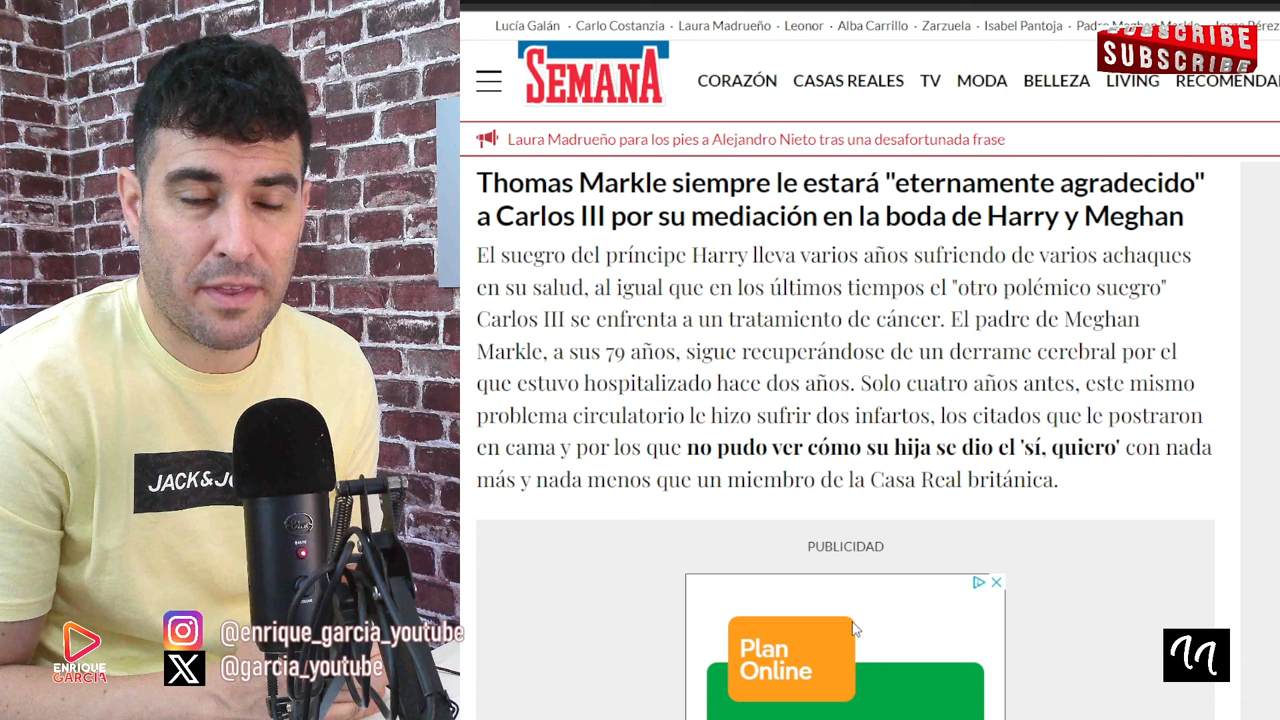 Lucía Galán · Carlo Costanzia · Laura Madrueño · Leonor · Alba Carrillo · Zarzuela · Isabel Pantoja · Padre Meghan Markle · Jorge Pérez
SUBSCRIBE
SUBSCRIBE
SEMANA
CORAZÓN CASAS REALES TV MODA BELLEZA LIVING RECOMENDA
Laura Madrueño para los pies a Alejandro Nieto tras una desafortunada frase
Thomas Markle siempre le estará "eternamente agradecido"
a Carlos III por su mediación en la boda de Harry y Meghan
El suegro del príncipe Harry lleva varios años sufriendo de varios achaques
en su salud, al igual que en los últimos tiempos el "otro polémico suegro"
Carlos III se enfrenta a un tratamiento de cáncer. El padre de Meghan
Markle, a sus 79 años, sigue recuperándose de un derrame cerebral por el
que estuvo hospitalizado hace dos años. Solo cuatro años antes, este mismo
problema circulatorio le hizo sufrir dos infartos, los citados que le postraron
en cama y por los que no pudo ver cómo su hija se dio el 'sí, quiero' con nada
más y nada menos que un miembro de la Casa Real británica.
PUBLICIDAD
Plan
Online
JACK & JO
@enrique_garcia_youtube
@garcia_youtube
ENRIQUE
GARCIA